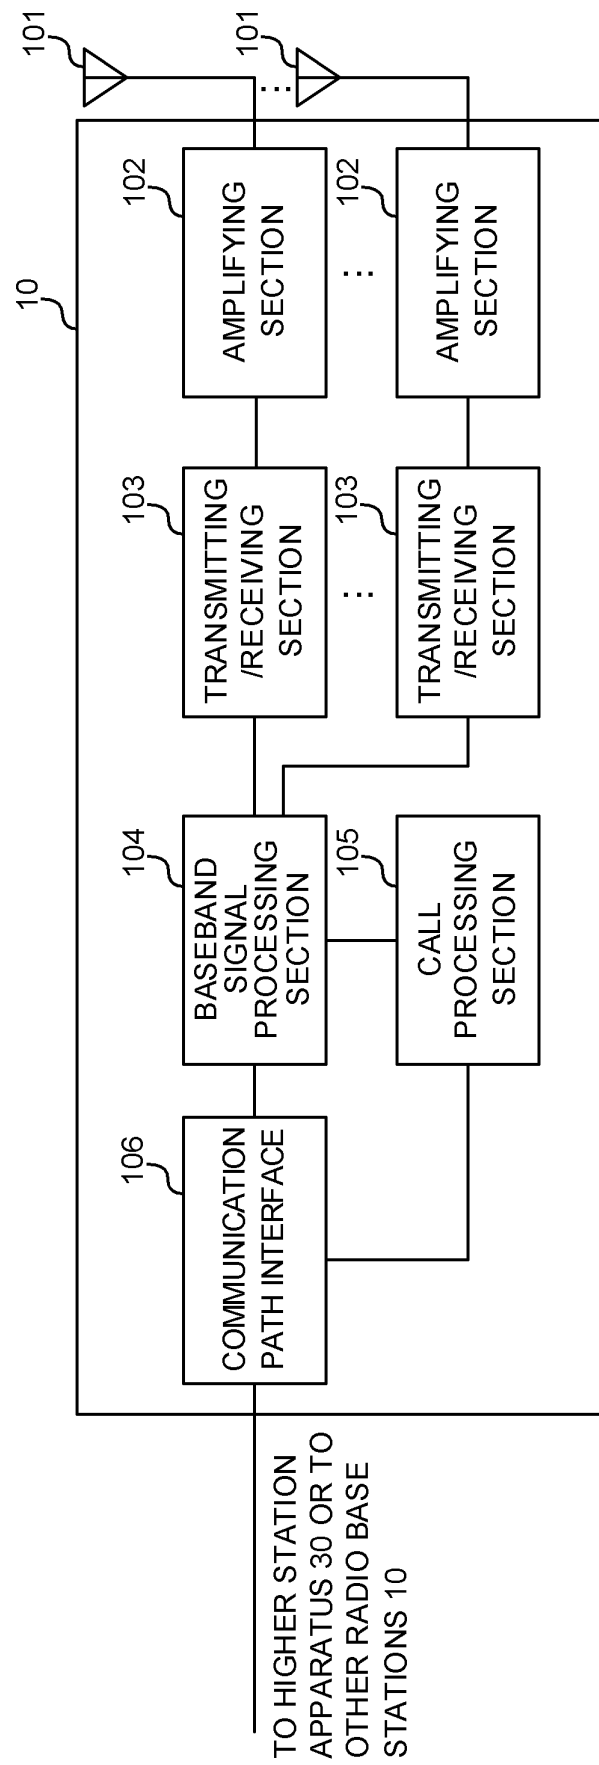 10
101
101
102
AMPLIFYING
SECTION
102
AMPLIFYING
SECTION
...
...
103
TRANSMITTING
/RECEIVING
SECTION
103
TRANSMITTING
/RECEIVING
SECTION
...
104
BASEBAND
SIGNAL
PROCESSING
SECTION
105
CALL
PROCESSING
SECTION
106
COMMUNICATION
PATH INTERFACE
TO HIGHER STATION
APPARATUS 30 OR TO
OTHER RADIO BASE
STATIONS 10